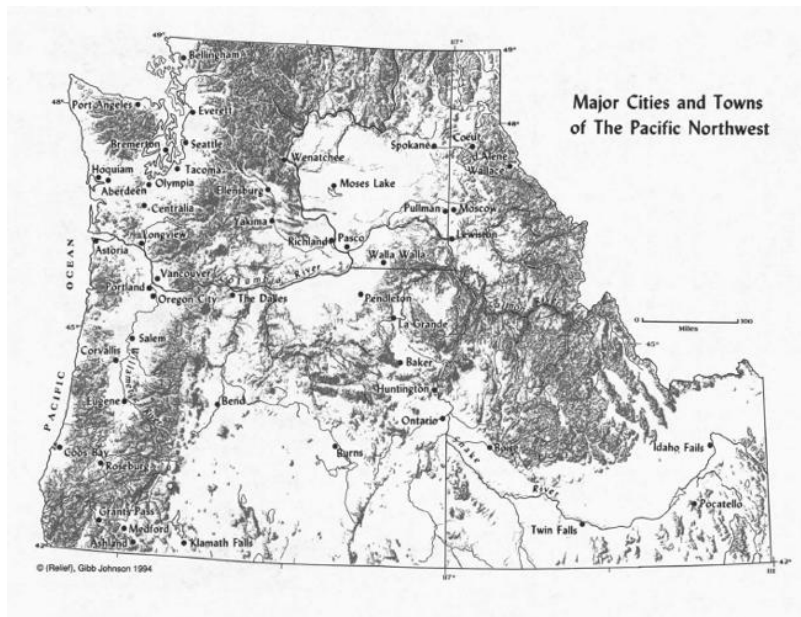 Major Cities and Towns
of The Pacific Northwest
49°
117°
49°
Bellingham
48°
Port Angeles
Everett
48°
Bremerton
Seattle
Spokane
Coeur
d'Alene
Wallace
Wenatchee
Hoquiam
Tacoma
Aberdeen
Olympia
Ellensburg
Moses Lake
Centralia
Pullman
Moscow
Yakima
Longview
Richland
Pasco
Lewiston
Astoria
Walla Walla
Vancouver
Columbia River
Portland
Oregon City
The Dalles
Pendleton
Salmon River
La Grande
0
100
Miles
45°
45°
Salem
Corvallis
Willamette River
Baker
Huntington
Eugene
Bend
Ontario
PACIFIC OCEAN
Coos Bay
Roseburg
Burns
Snake River
Boise
Idaho Falls
Pocatello
Grants Pass
Medford
Twin Falls
42°
Ashland
Klamath Falls
42°
117°
111
© (Relief), Gibb Johnson 1994